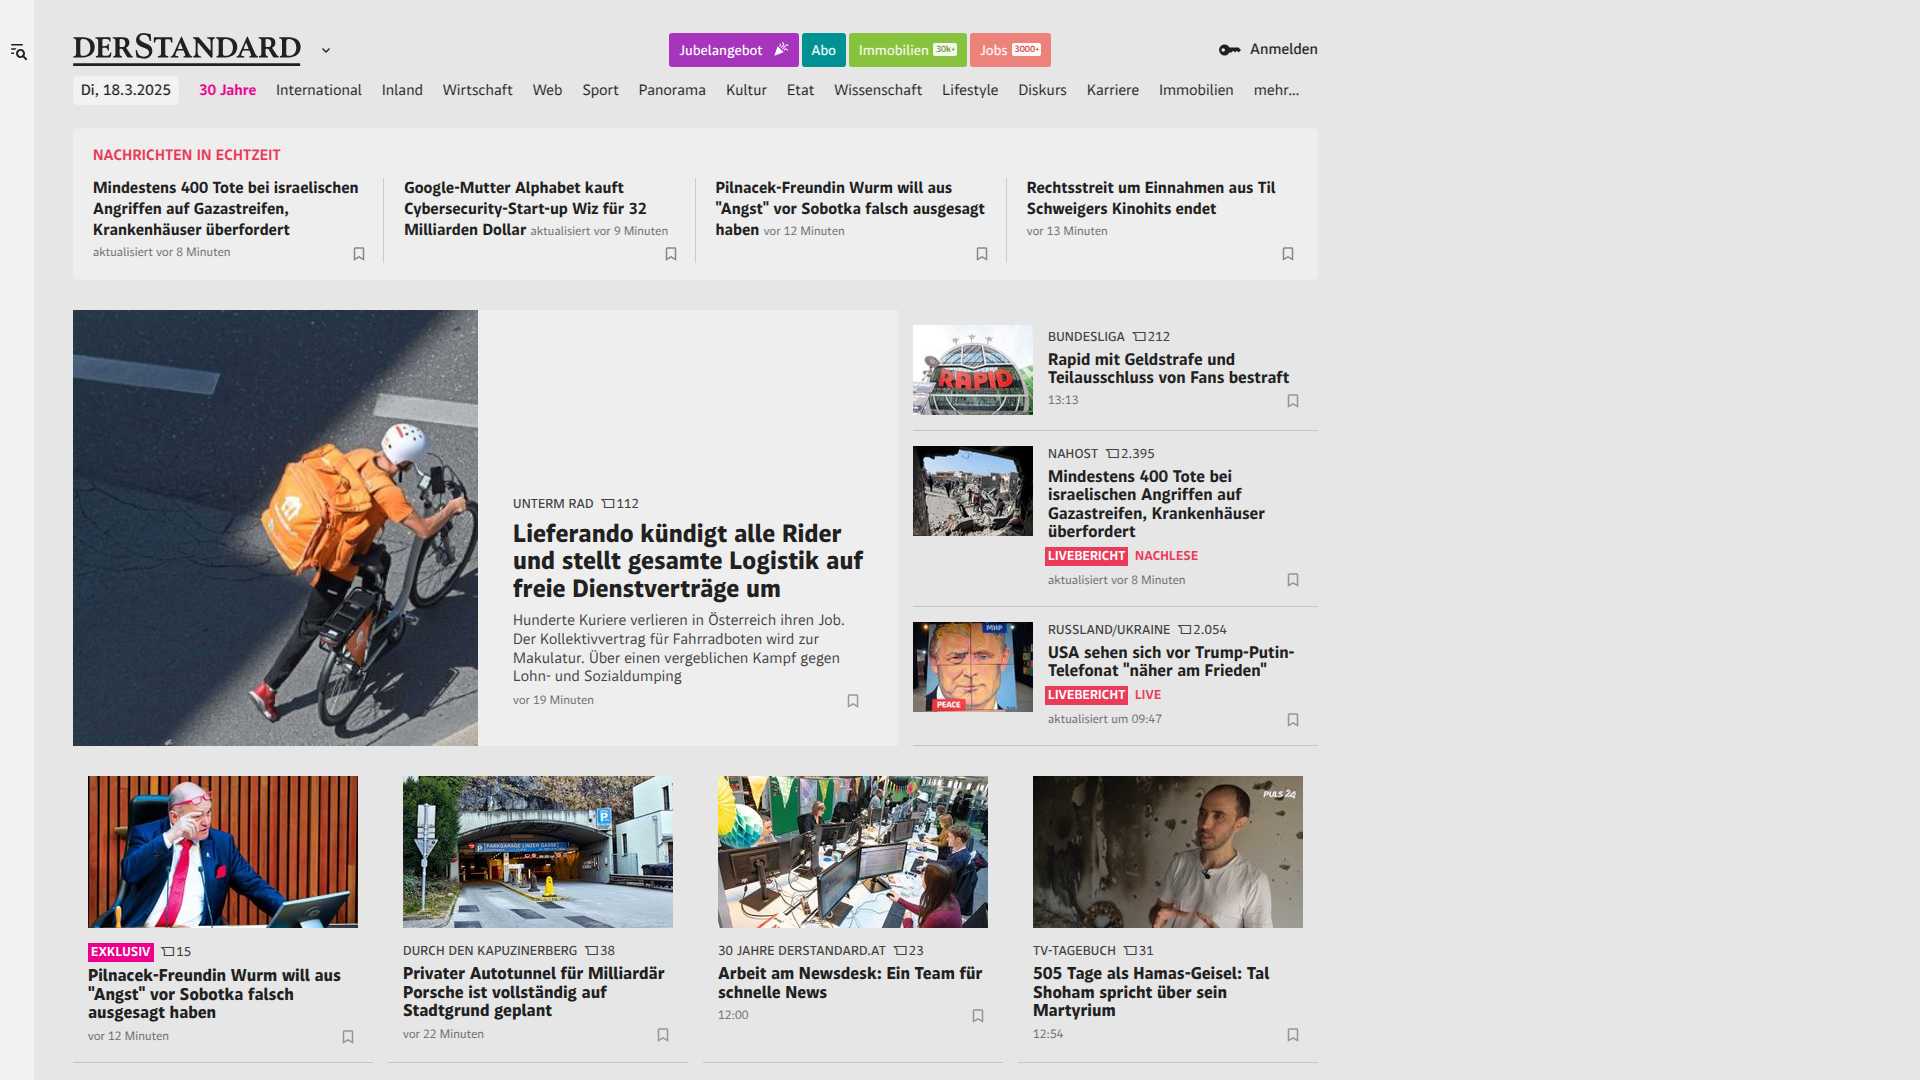 DERSTANDARD
Jubelangebot
Abo
Immobilien 30k+
Jobs 3000+
Anmelden
Di, 18.3.2025
30 Jahre
International
Inland
Wirtschaft
Web
Sport
Panorama
Kultur
Etat
Wissenschaft
Lifestyle
Diskurs
Karriere
Immobilien
mehr...
NACHRICHTEN IN ECHTZEIT
Mindestens 400 Tote bei israelischen
Angriffen auf Gazastreifen,
Krankenhäuser überfordert
aktualisiert vor 8 Minuten
Google-Mutter Alphabet kauft
Cybersecurity-Start-up Wiz für 32
Milliarden Dollar aktualisiert vor 9 Minuten
Pilnacek-Freundin Wurm will aus
"Angst" vor Sobotka falsch ausgesagt
haben vor 12 Minuten
Rechtsstreit um Einnahmen aus Til
Schweigers Kinohits endet
vor 13 Minuten
UNTERM RAD 112
Lieferando kündigt alle Rider
und stellt gesamte Logistik auf
freie Dienstverträge um
Hunderte Kuriere verlieren in Österreich ihren Job.
Der Kollektivvertrag für Fahrradboten wird zur
Makulatur. Über einen vergeblichen Kampf gegen
Lohn- und Sozialdumping
vor 19 Minuten
RAPID
BUNDESLIGA 212
Rapid mit Geldstrafe und
Teilausschluss von Fans bestraft
13:13
NAHOST 2.395
Mindestens 400 Tote bei
israelischen Angriffen auf
Gazastreifen, Krankenhäuser
überfordert
LIVEBERICHT NACHLESE
aktualisiert vor 8 Minuten
PEACE
RUSSLAND/UKRAINE 2.054
USA sehen sich vor Trump-Putin-
Telefonat "näher am Frieden"
LIVEBERICHT LIVE
aktualisiert um 09:47
EXKLUSIV 15
Pilnacek-Freindin Wurm will aus
"Angst" vor Sobotka falsch
ausgesagt haben
vor 12 Minuten
P
PARKGARAGE LINZER GASSE
DURCH DEN KAPUZINERBERG 38
Privater Autotunnel für Milliardär
Porsche ist vollständig auf
Stadtgrund geplant
vor 22 Minuten
30 JAHRE DERSTANDARD.AT 23
Arbeit am Newsdesk: Ein Team für
schnelle News
12:00
PULS 24
TV-TAGEBUCH 31
505 Tage als Hamas-Geisel: Tal
Shoham spricht über sein
Martyrium
12:54